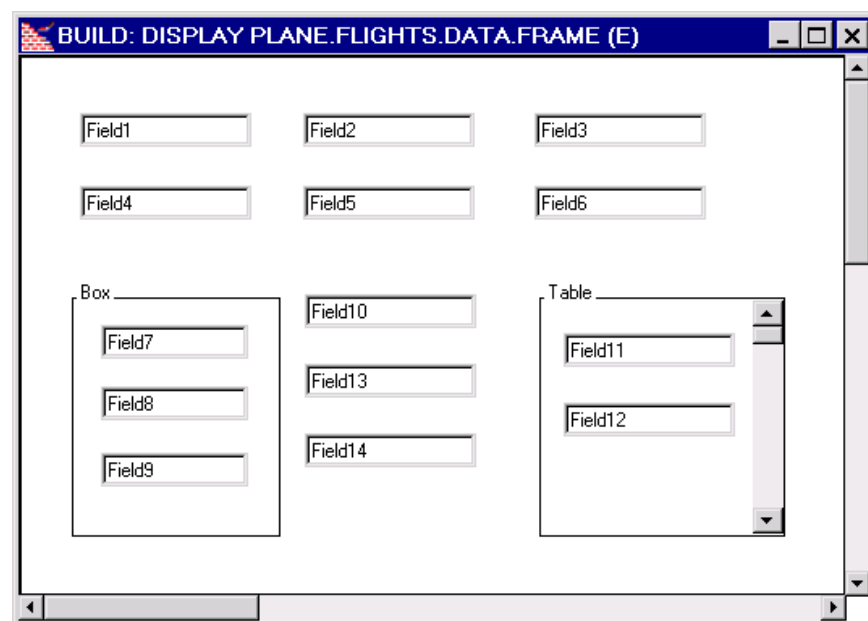 BUILD: DISPLAY PLANE.FLIGHTS.DATA.FRAME (E)
Field1 Field2 Field3
Field4 Field5 Field6
Box
Field7
Field8
Field9
Field10
Field13
Field14
Table
Field11
Field12